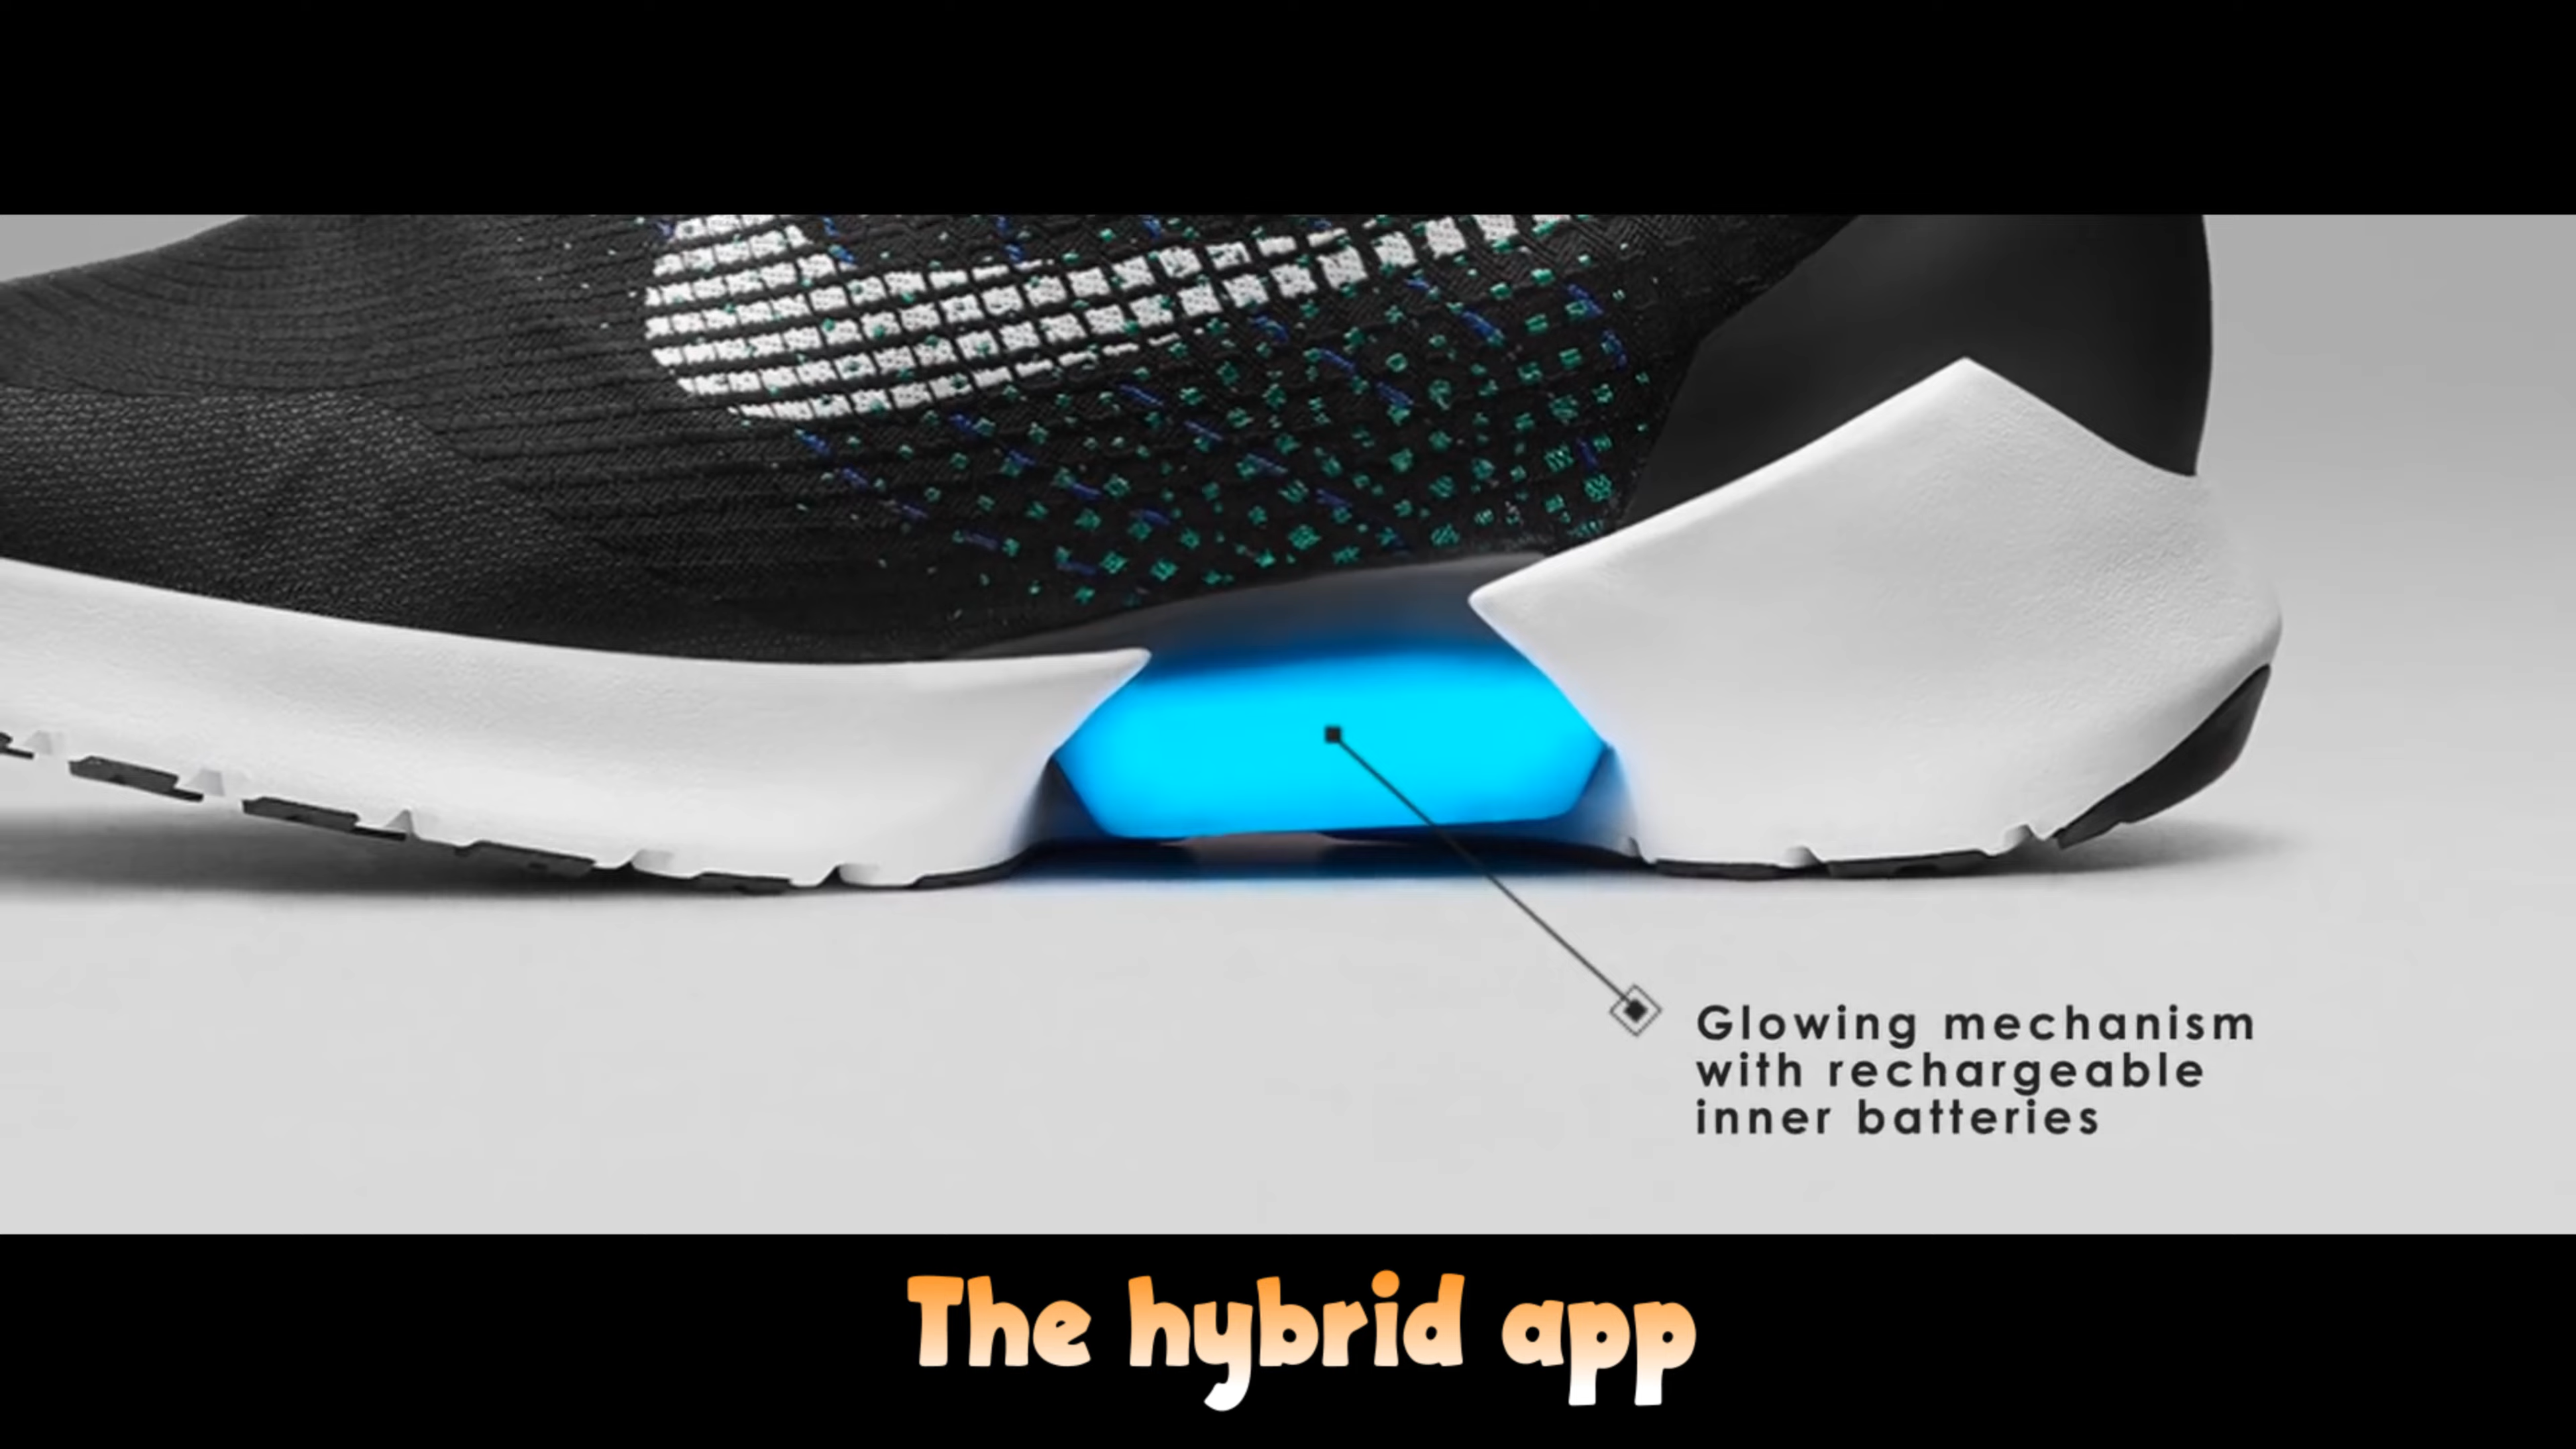 Glowing mechanism
with rechargeable
inner batteries
The hybrid app